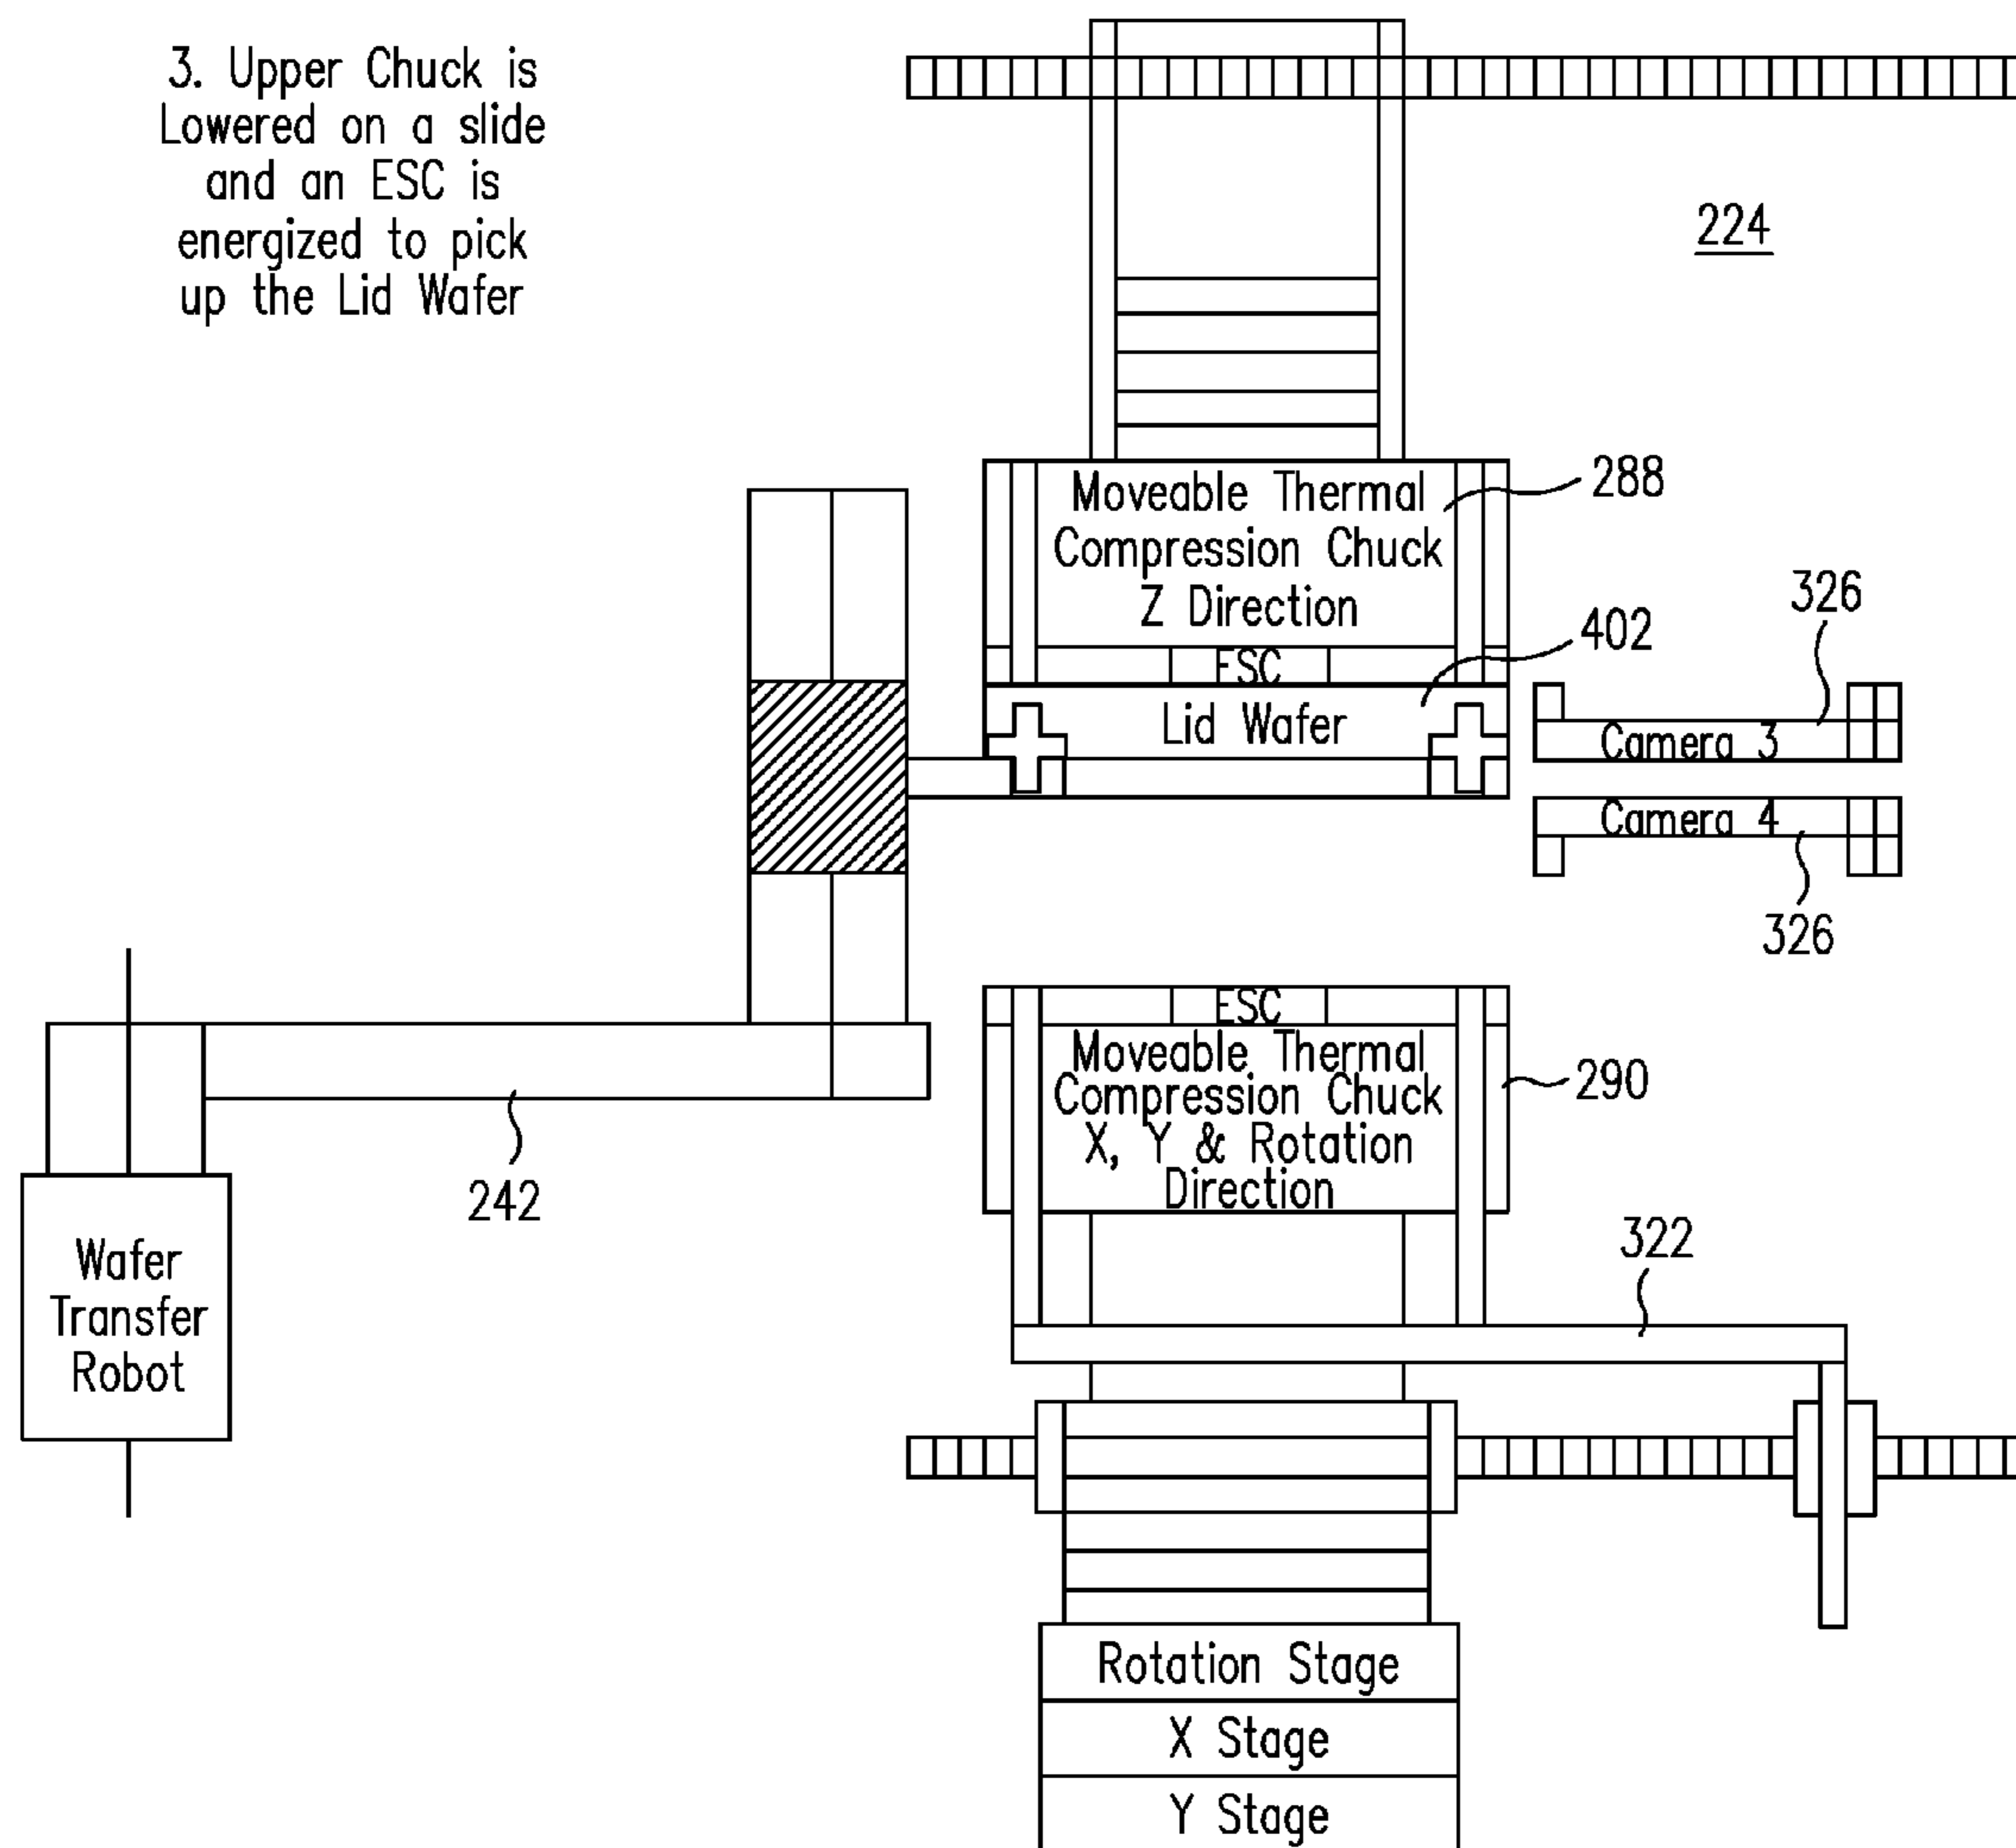 3. Upper Chuck is
Lowered on a slide
and an ESC is
energized to pick
up the Lid Wafer
224
Moveable Thermal
Compression Chuck
Z Direction
288
ESC
402
Lid Wafer
326
Camera 3
Camera 4
326
ESC
Moveable Thermal
Compression Chuck
X, Y & Rotation
Direction
290
242
Wafer
Transfer
Robot
322
Rotation Stage
X Stage
Y Stage